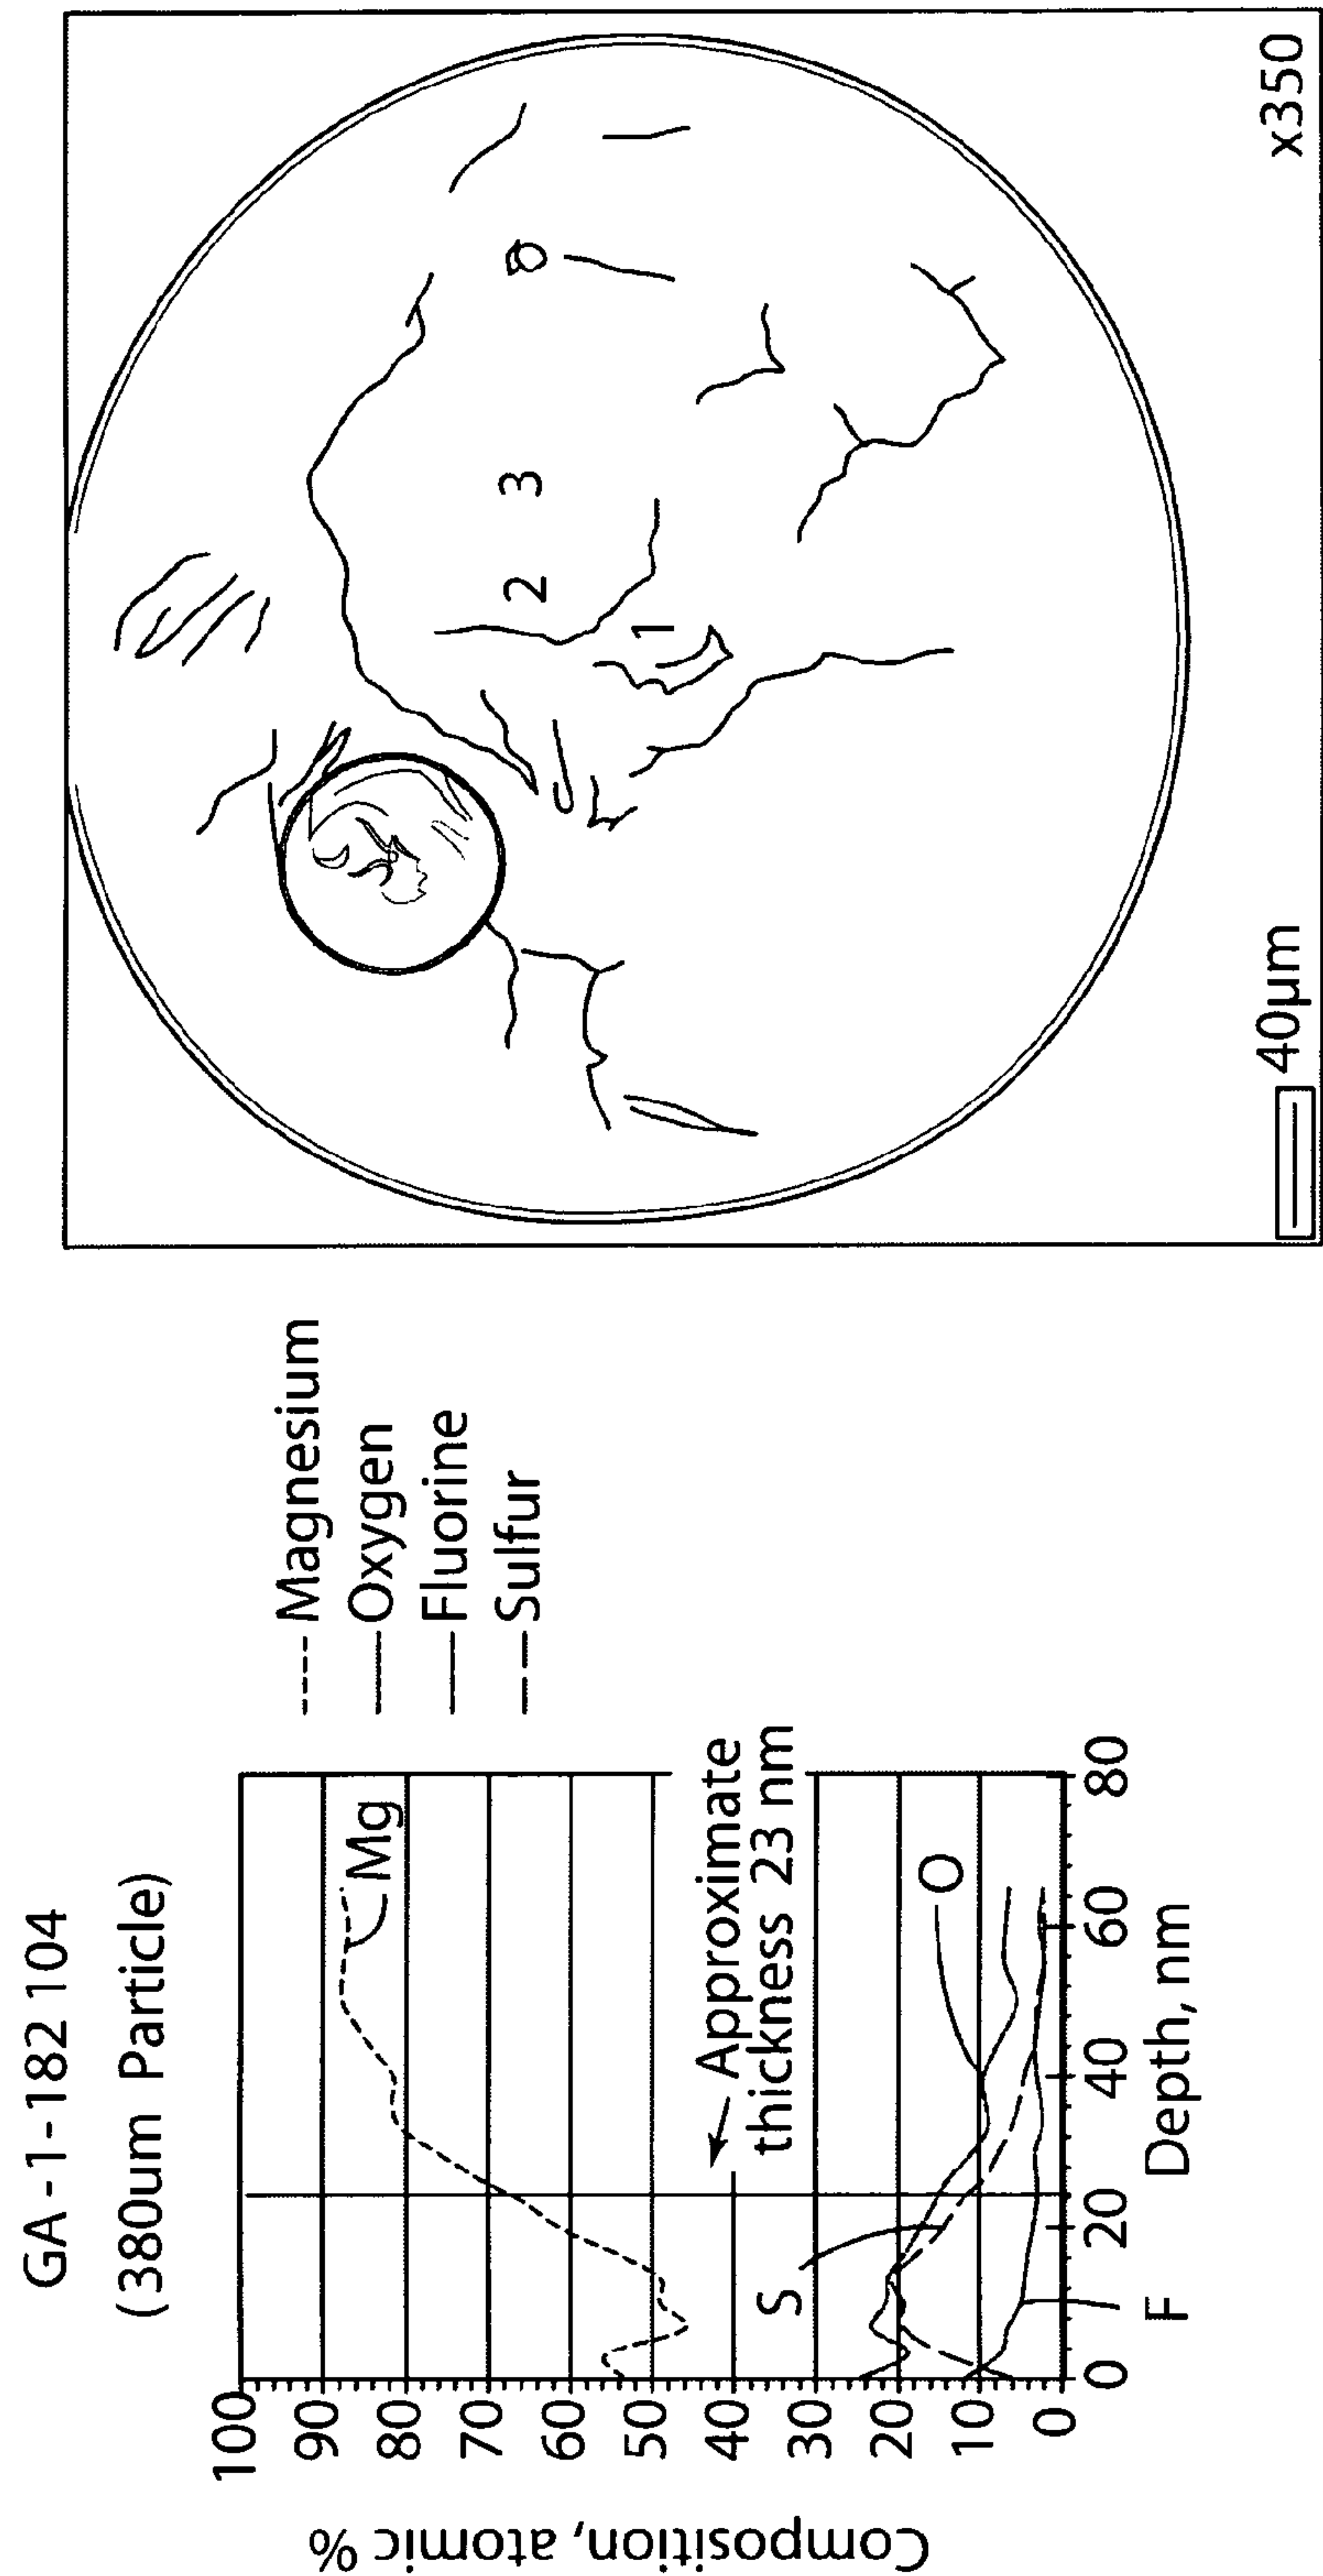 GA-1-182 104
(380um Particle)
Composition, atomic %
100
90
80
70
60
50
40
30
20
10
0
Mg
S
O
F
Approximate
thickness 23 nm
0 20 40 60 80
Depth, nm
Magnesium
Oxygen
Fluorine
Sulfur
1
2
3
40µm
x350